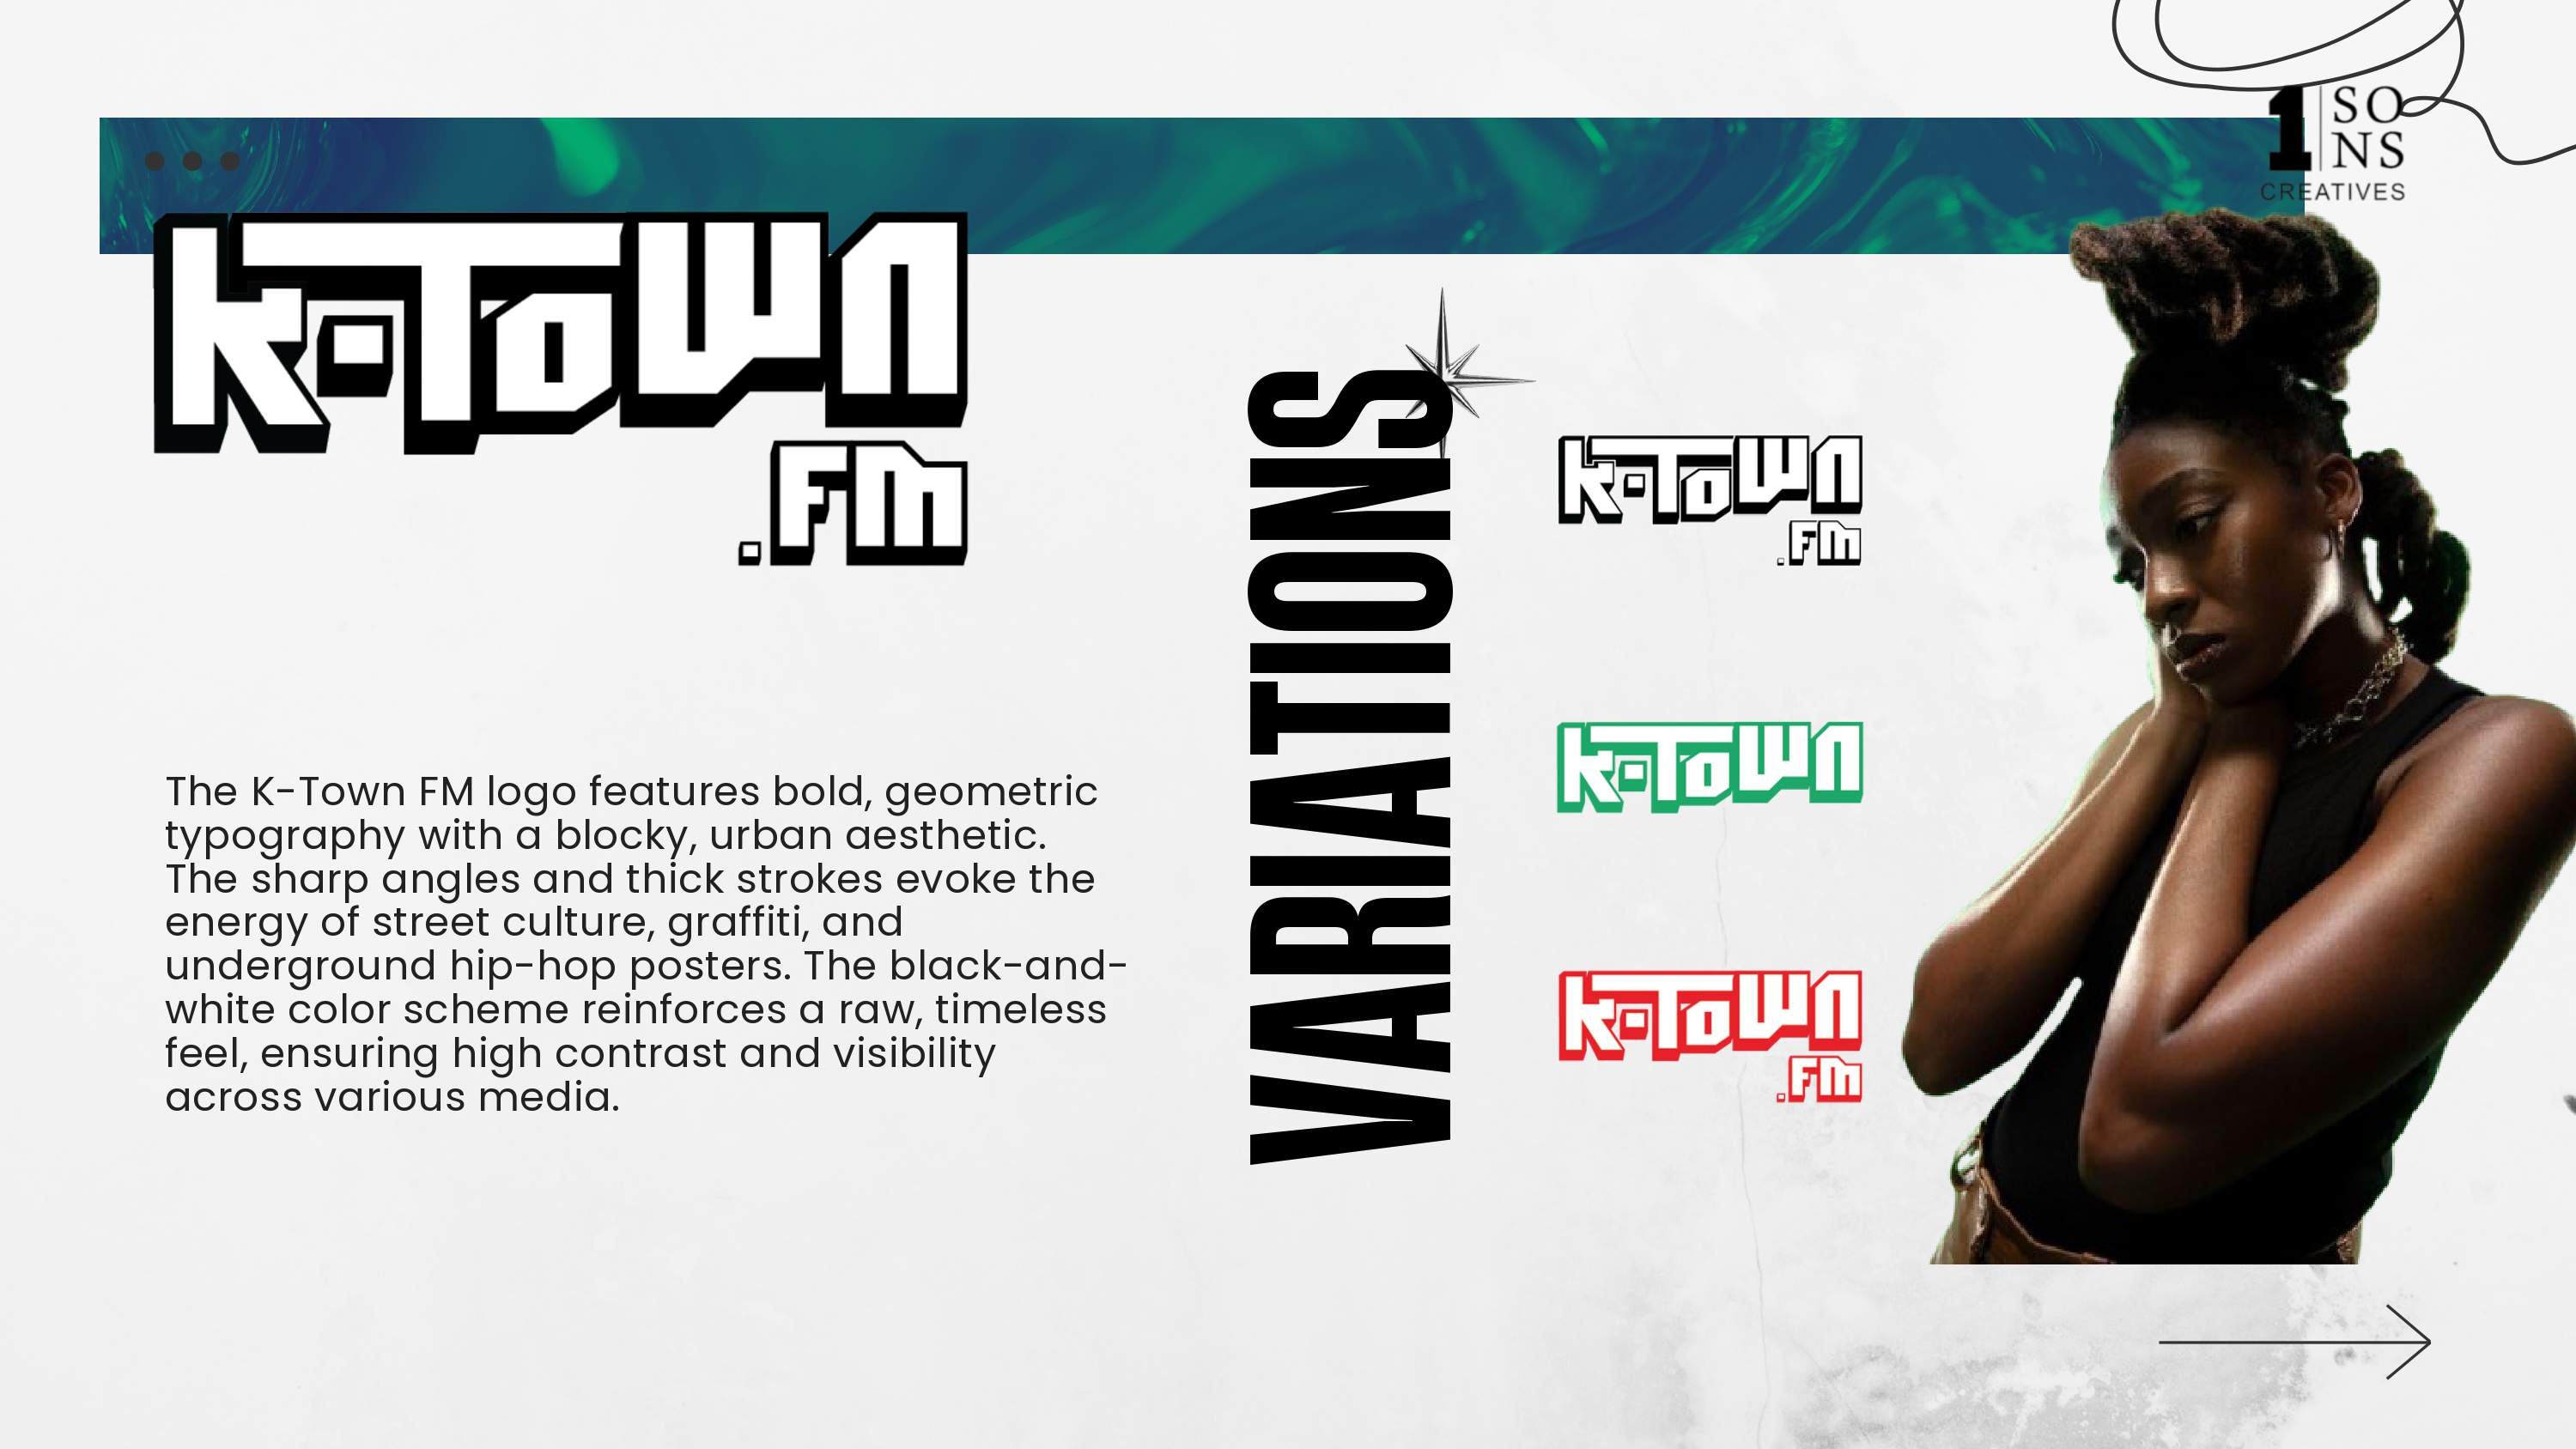 1 SO
NS
CREATIVES
K-TOWN
.FM
The K-Town FM logo features bold, geometric
typography with a blocky, urban aesthetic.
The sharp angles and thick strokes evoke the
energy of street culture, graffiti, and
underground hip-hop posters. The black-and-
white color scheme reinforces a raw, timeless
feel, ensuring high contrast and visibility
across various media.
VARIATIONS
K-TOWN
.FM
K-TOWN
K-TOWN
.FM